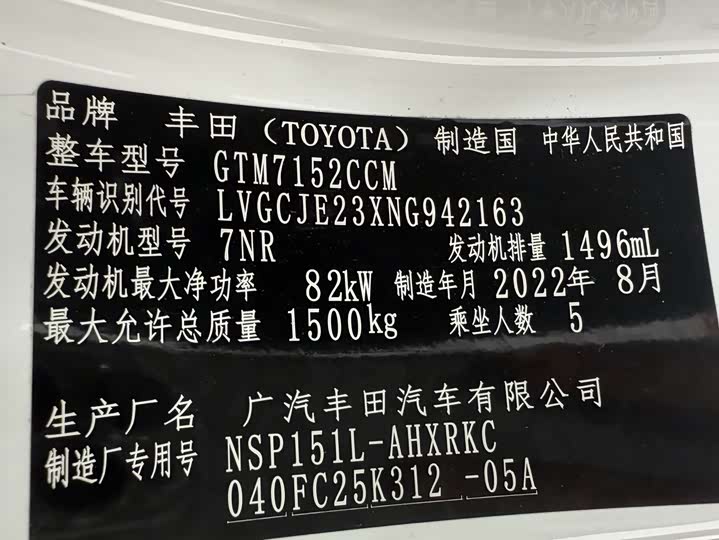 品牌 丰田（TOYOTA） 制造国 中华人民共和国
整车型号 GTM7152CCM
车辆识别代号 LVGCJE23XNG942163
发动机型号 7NR 发动机排量 1496mL
发动机最大净功率 82kW 制造年月 2022年 8月
最大允许总质量 1500kg 乘坐人数 5
生产厂名 广汽丰田汽车有限公司
制造厂专用号 NSP151L-AHXRKC
040FC25K312 -05A